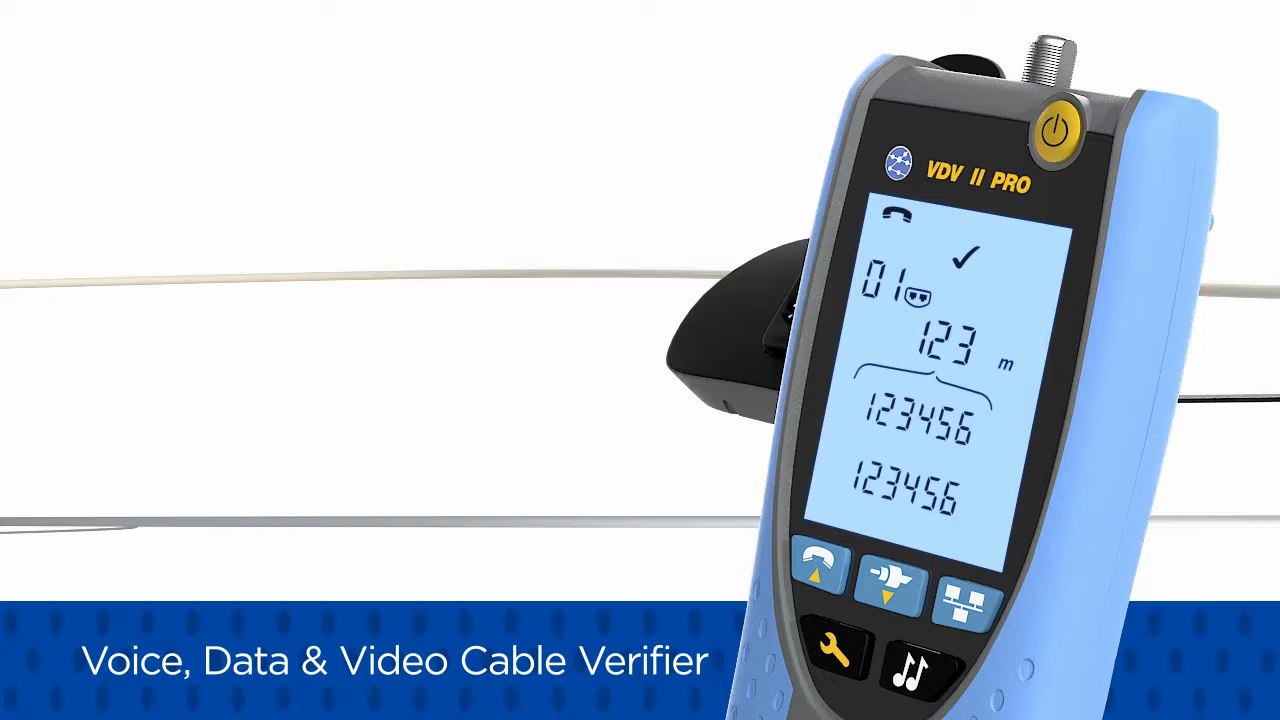 VDV II PRO
01
123 m
123456
123456
Voice, Data & Video Cable Verifier